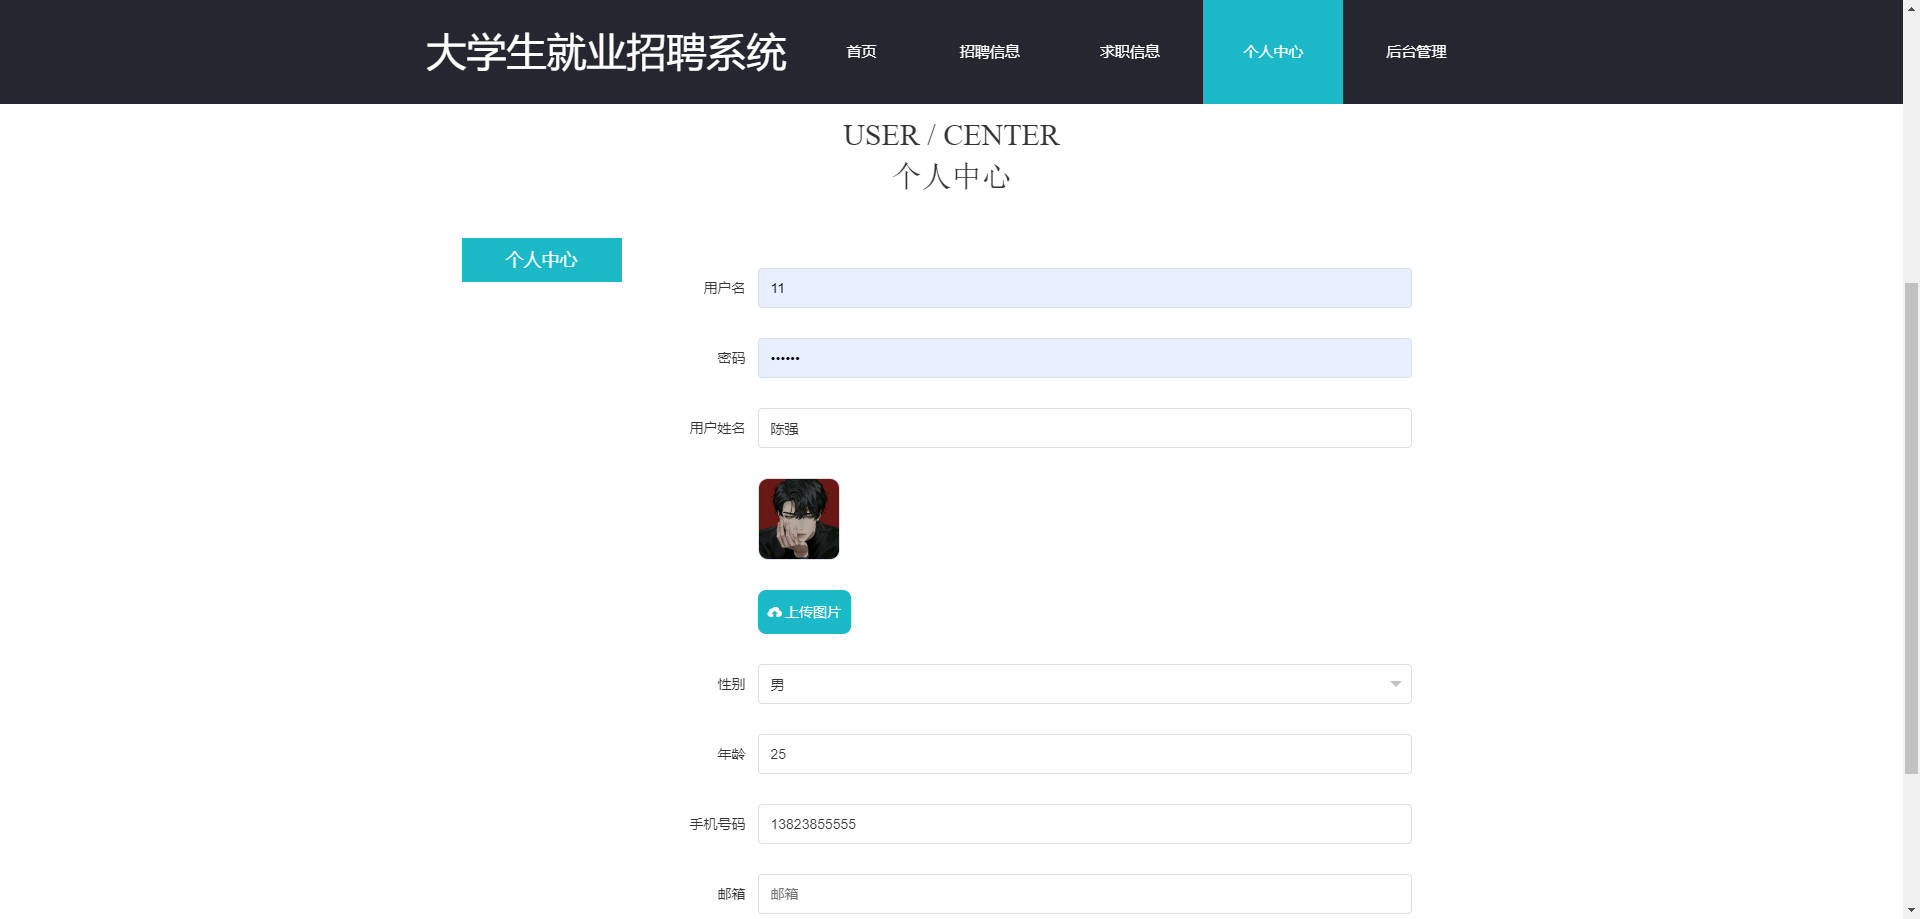 大学生就业招聘系统 首页 招聘信息 求职信息 个人中心 后台管理
USER / CENTER
个人中心
个人中心
用户名 11
密码 ••••••
用户姓名 陈强
上传图片
性别 男
年龄 25
手机号码 13823855555
邮箱 邮箱